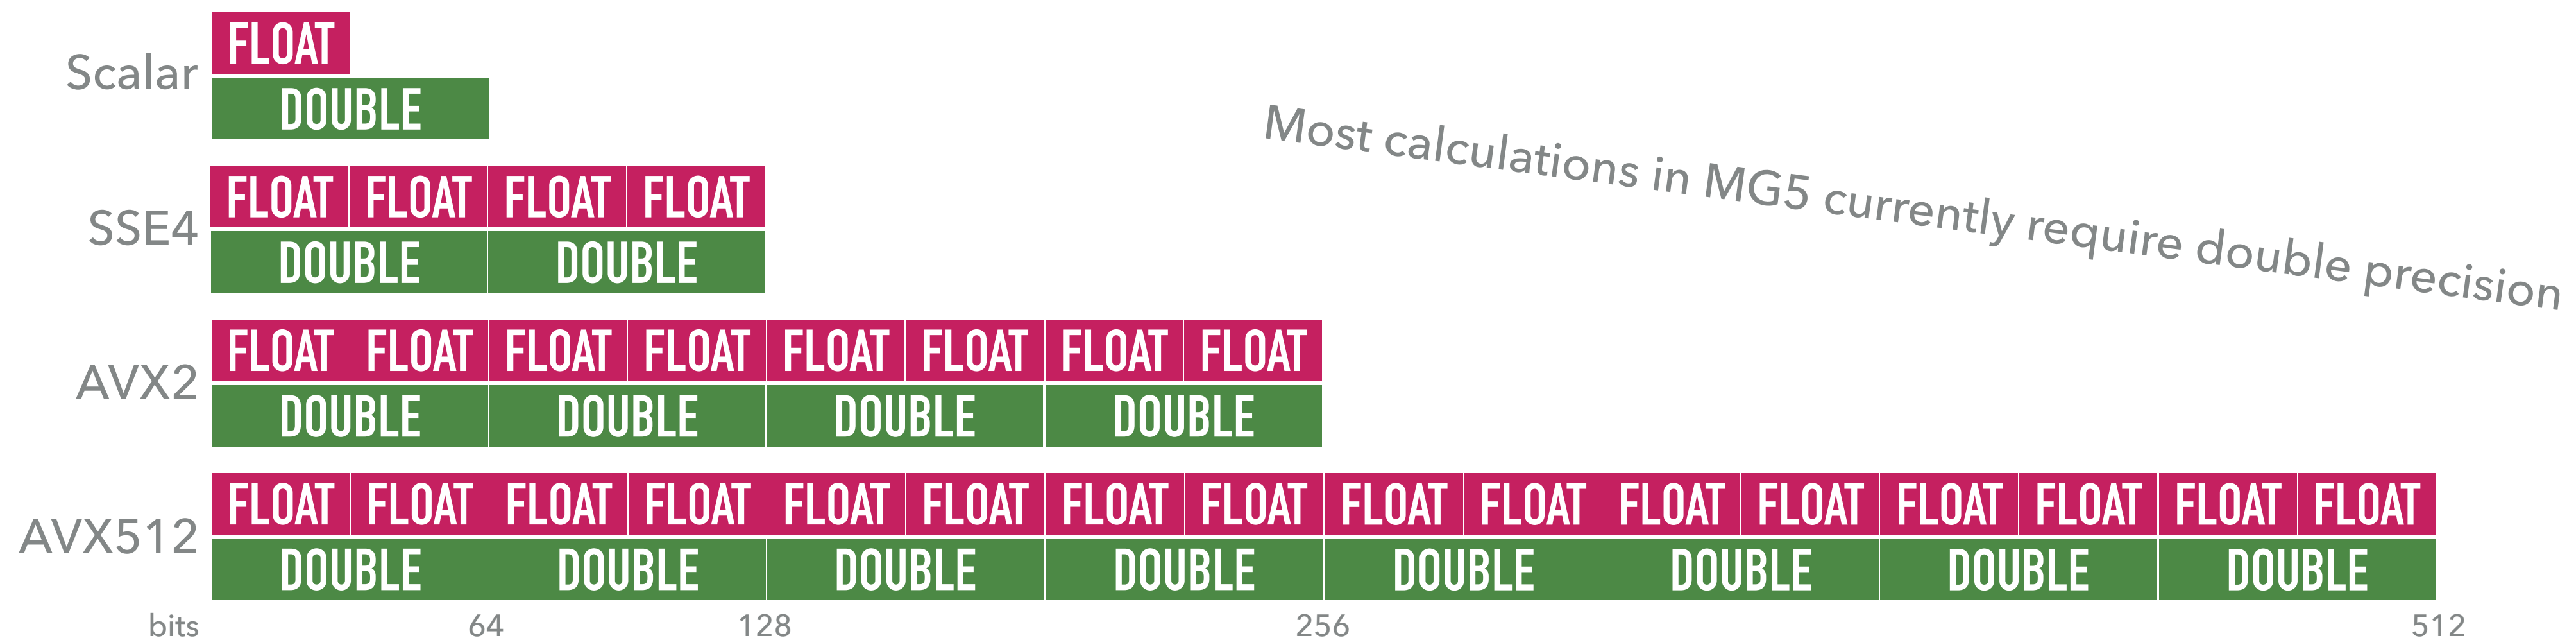 FLOAT
Scalar
DOUBLE
Most calculations in MG5 currently require double precision
FLOAT FLOAT FLOAT FLOAT
SSE4
DOUBLE DOUBLE
FLOAT FLOAT FLOAT FLOAT FLOAT FLOAT FLOAT FLOAT
AVX2
DOUBLE DOUBLE DOUBLE DOUBLE
FLOAT FLOAT FLOAT FLOAT FLOAT FLOAT FLOAT FLOAT FLOAT FLOAT FLOAT FLOAT FLOAT FLOAT FLOAT FLOAT
AVX512
DOUBLE DOUBLE DOUBLE DOUBLE DOUBLE DOUBLE DOUBLE DOUBLE
bits 64 128 256 512